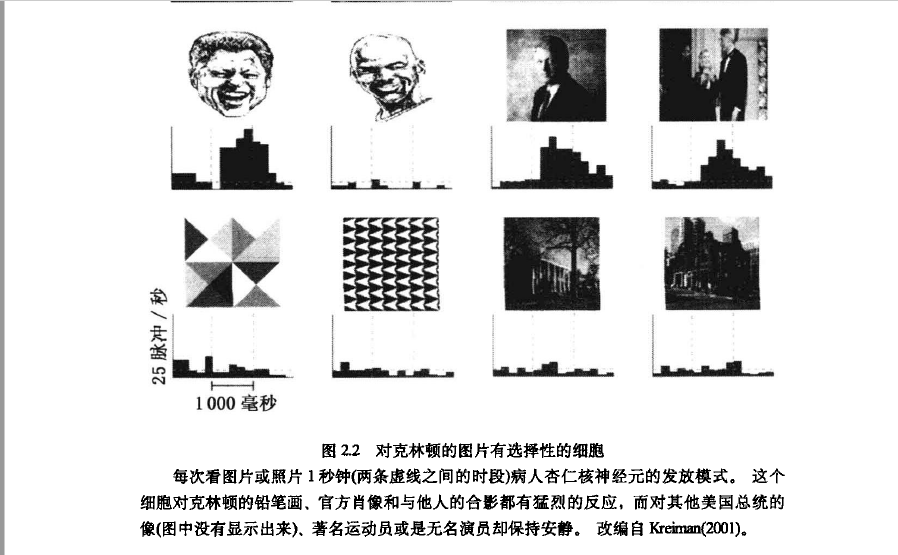 25 脉冲 / 秒
1 000 毫秒
图 2.2 对克林顿的图片有选择性的细胞
每次看图片或照片 1 秒钟(两条虚线之间的时段)病人杏仁核神经元的发放模式。 这个
细胞对克林顿的铅笔画、官方肖像和与他人的合影都有猛烈的反应，而对其他美国总统的
像(图中没有显示出来)、著名运动员或是无名演员却保持安静。 改编自 Kreiman(2001)。